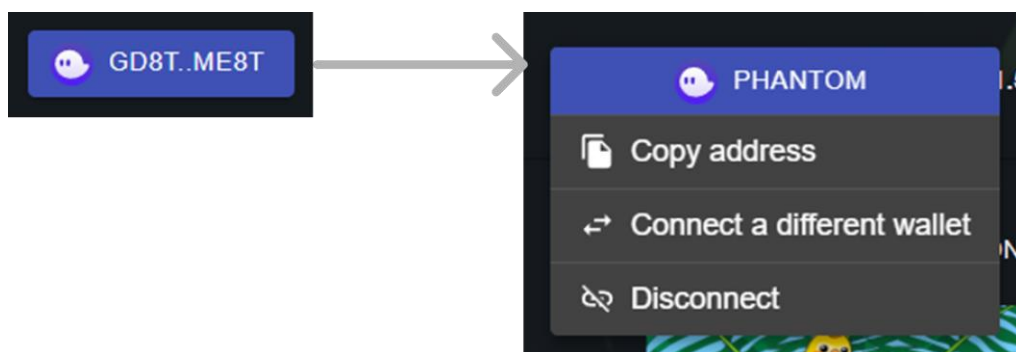 GD8T..ME8T
PHANTOM
Copy address
Connect a different wallet
Disconnect